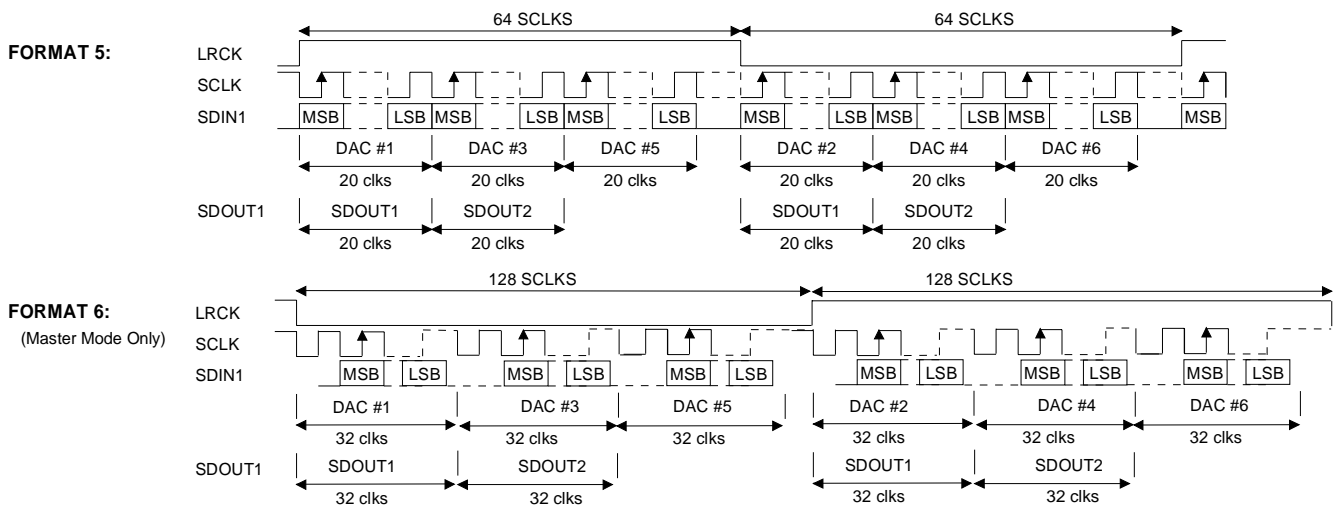 64 SCLKS 64 SCLKS
FORMAT 5: LRCK
SCLK
SDIN1 MSB LSB MSB LSB MSB LSB MSB LSB MSB LSB MSB LSB MSB
DAC #1 DAC #3 DAC #5 DAC #2 DAC #4 DAC #6
20 clks 20 clks 20 clks 20 clks 20 clks 20 clks
SDOUT1 SDOUT1 SDOUT2 SDOUT1 SDOUT2
20 clks 20 clks 20 clks 20 clks
128 SCLKS 128 SCLKS
FORMAT 6: LRCK
(Master Mode Only) SCLK
SDIN1 MSB LSB MSB LSB MSB LSB MSB LSB MSB LSB MSB LSB
DAC #1 DAC #3 DAC #5 DAC #2 DAC #4 DAC #6
32 clks 32 clks 32 clks 32 clks 32 clks 32 clks
SDOUT1 SDOUT1 SDOUT2 SDOUT1 SDOUT2
32 clks 32 clks 32 clks 32 clks